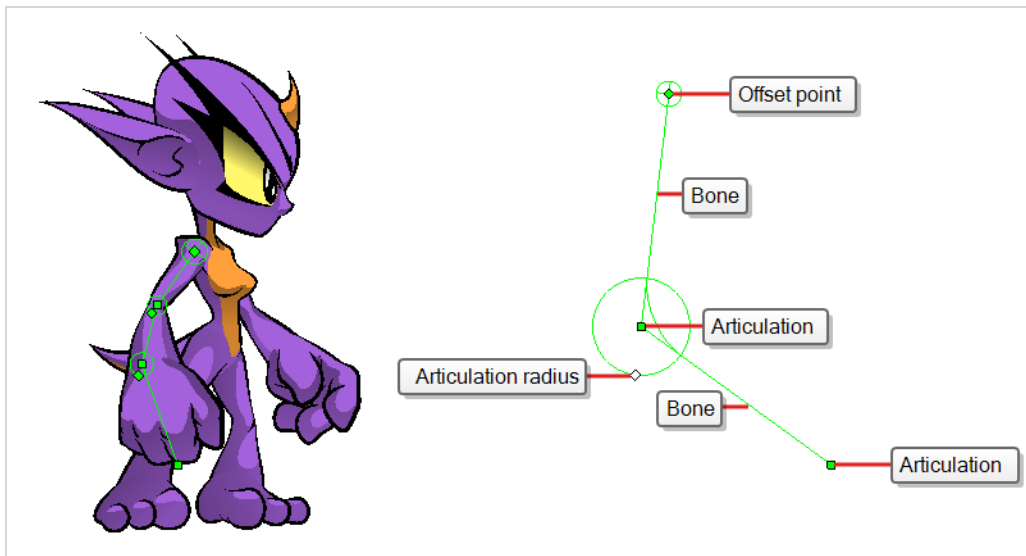 Offset point
Bone
Articulation
Articulation radius
Bone
Articulation